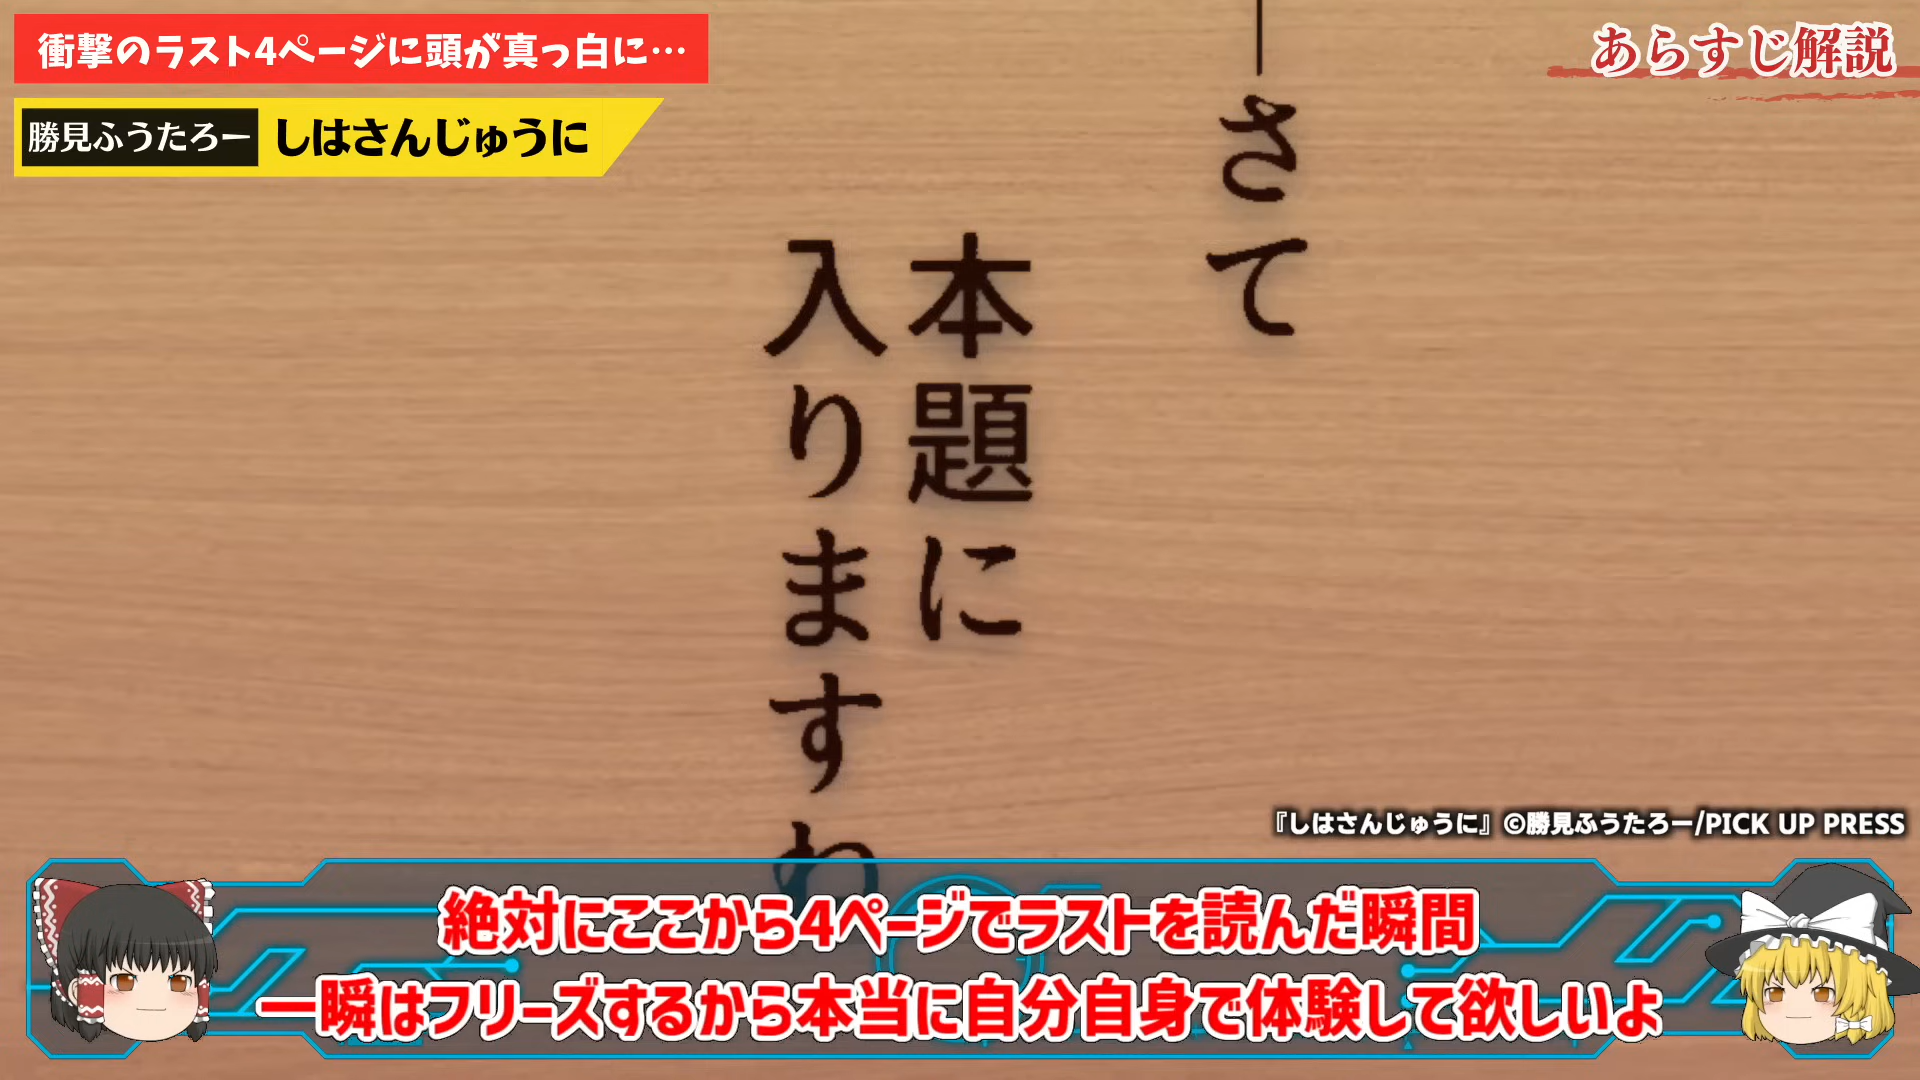 衝撃のラスト4ページに頭が真っ白に…
あらすじ解説
勝見ふうたろー しはさんじゅうに
―さて
本題に
入りますわ
『しはさんじゅうに』©勝見ふうたろー/PICK UP PRESS
絶対にここから4ページでラストを読んだ瞬間
一瞬はフリーズするから本当に自分自身で体験して欲しいよ